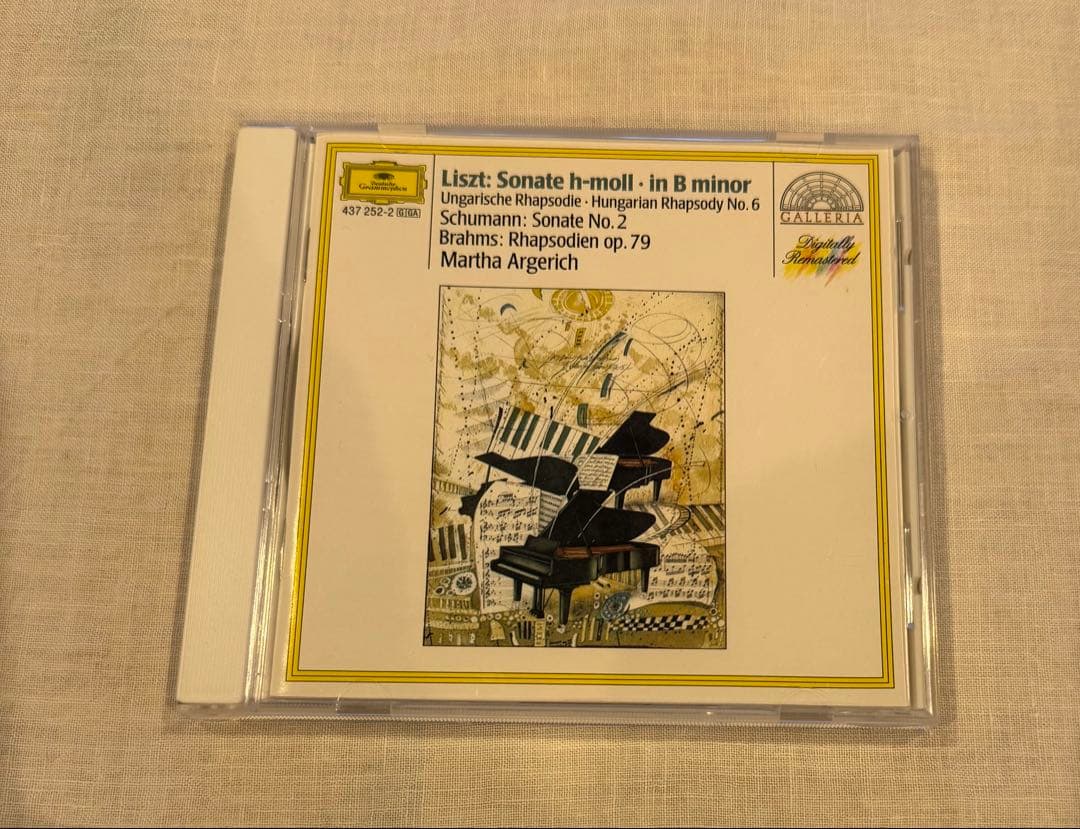 Deutsche
Grammophon
437 252-2 GGA
Liszt: Sonate h-moll · in B minor
Ungarische Rhapsodie · Hungarian Rhapsody No. 6
Schumann: Sonate No. 2
Brahms: Rhapsodien op. 79
Martha Argerich
GALLERIA
Digitally
Remastered